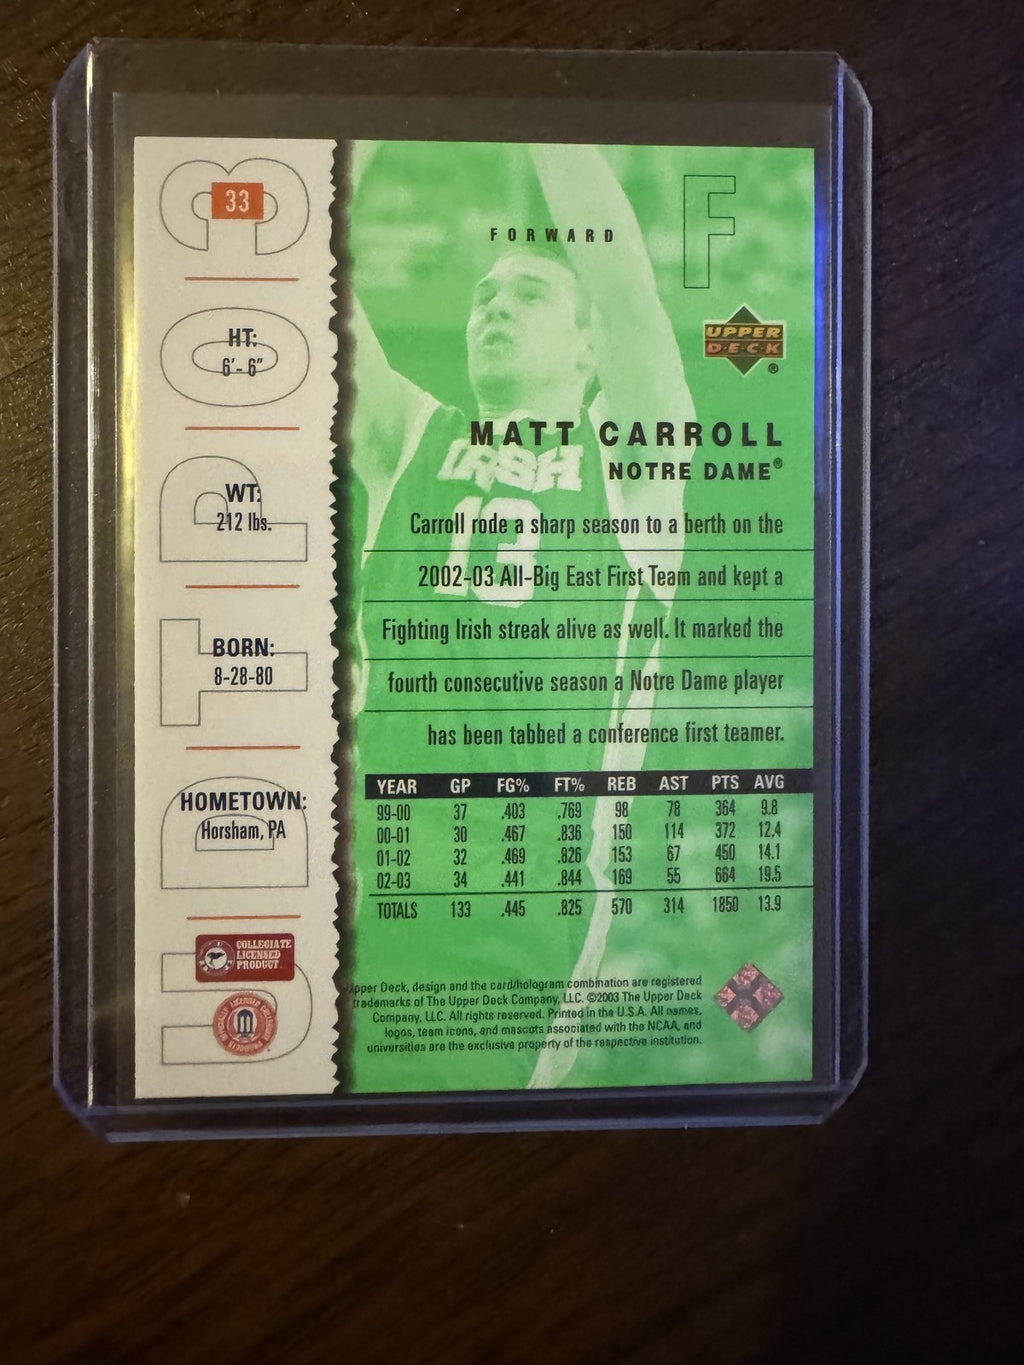 33
HT:
6'-6"
WT:
212 lbs.
BORN:
8-28-80
HOMETOWN:
Horsham, PA
COLLEGIATE
LICENSED
PRODUCT
UD TOP 03
FORWARD
F
UPPER
DECK®
MATT CARROLL
NOTRE DAME®
IRISH
13
Carroll rode a sharp season to a berth on the
2002-03 All-Big East First Team and kept a
Fighting Irish streak alive as well. It marked the
fourth consecutive season a Notre Dame player
has been tabbed a conference first teamer.
YEAR GP FG% FT% REB AST PTS AVG
99-00 37 .403 .769 98 78 364 9.8
00-01 30 .467 .836 150 114 372 12.4
01-02 32 .469 .826 153 67 450 14.1
02-03 34 .441 .844 169 55 664 19.5
TOTALS 133 .445 .825 570 314 1850 13.9
Upper Deck, design and the card/hologram combination are registered
trademarks of The Upper Deck Company, LLC. ©2003 The Upper Deck
Company, LLC. All rights reserved. Printed in the U.S.A. All names,
logos, team icons, and mascots associated with the NCAA, and
universities are the exclusive property of the respective institution.